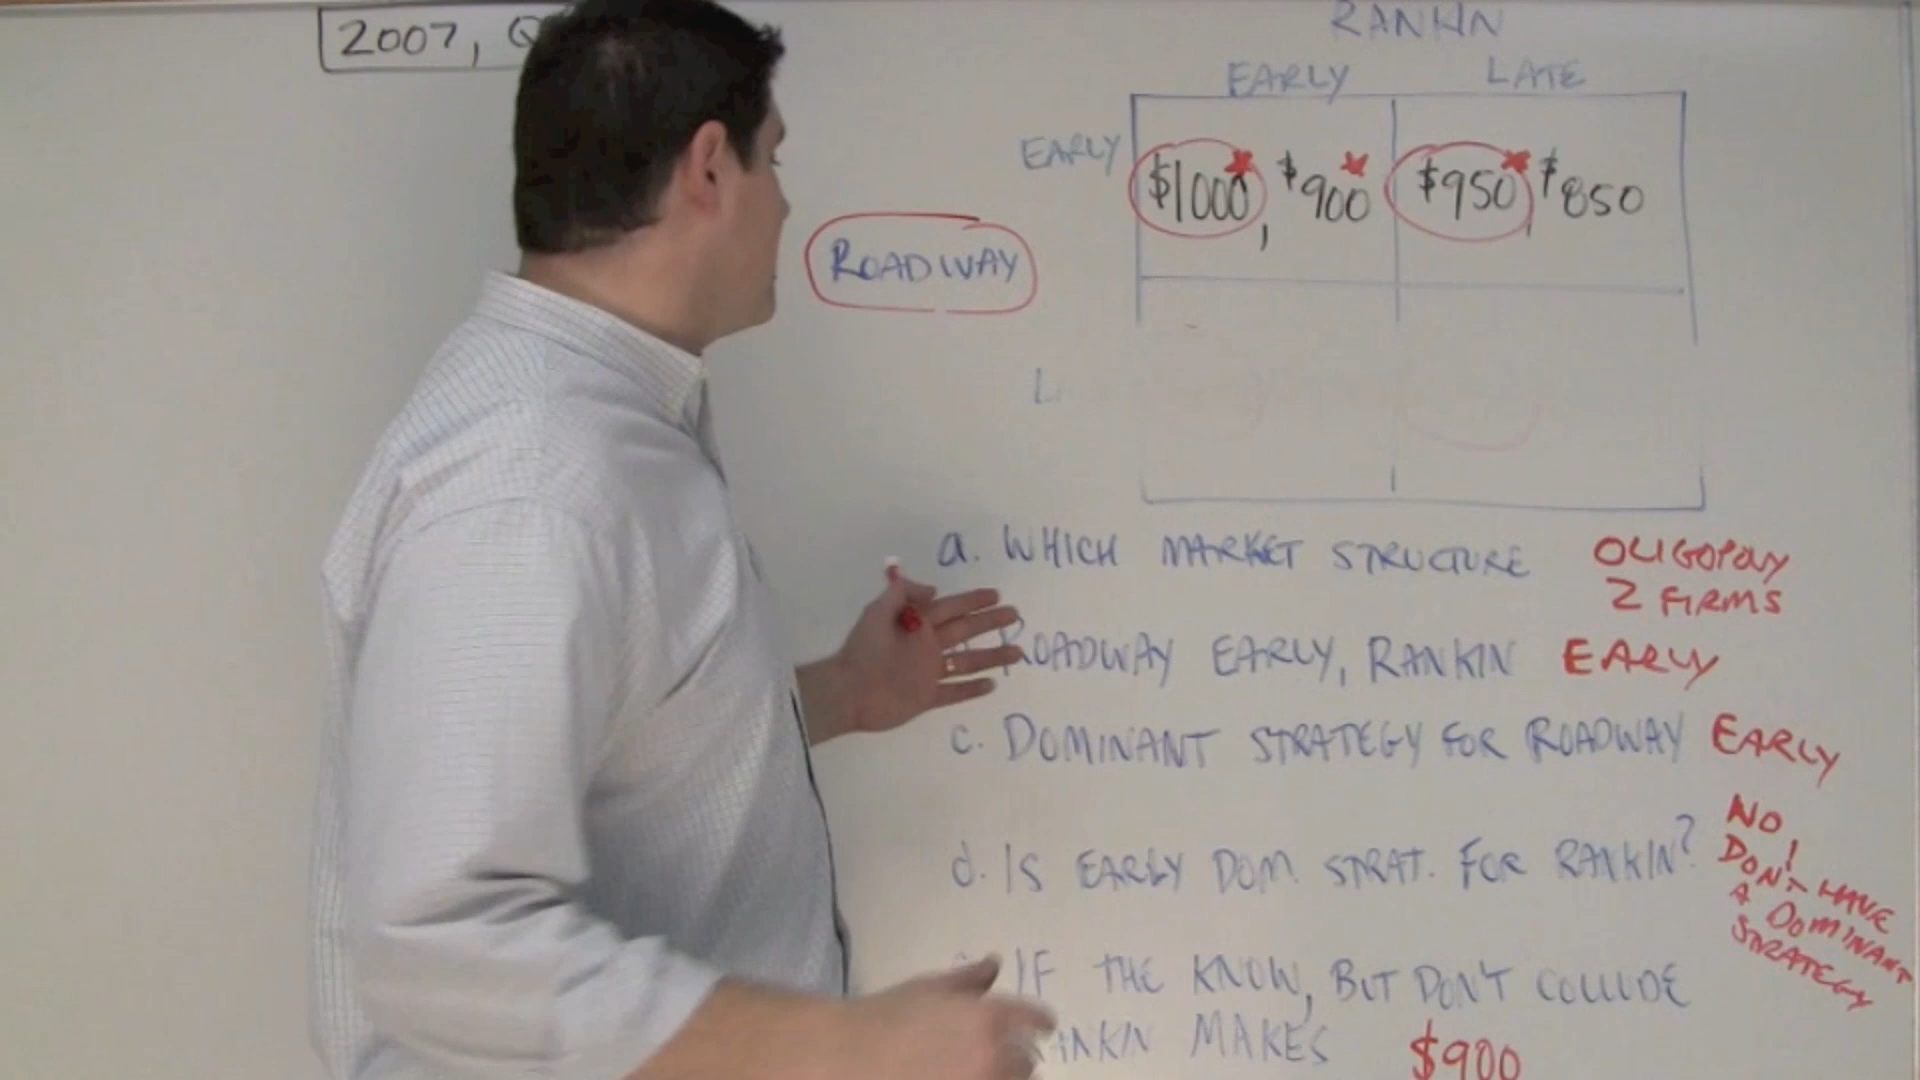 2007, Q
RANKIN
EARLY LATE
EARLY $1000, $900 $950, $850
ROADWAY
L
a. WHICH MARKET STRUCTURE OLIGOPOLY
2 FIRMS
ROADWAY EARLY, RANKIN EARLY
c. DOMINANT STRATEGY FOR ROADWAY EARLY
d. IS EARLY DOM. STRAT. FOR RANKIN?
NO!
DON'T HAVE
A DOMINANT
STRATEGY
IF THE KNOW, BUT DON'T COLLUDE
RANKIN MAKES $900